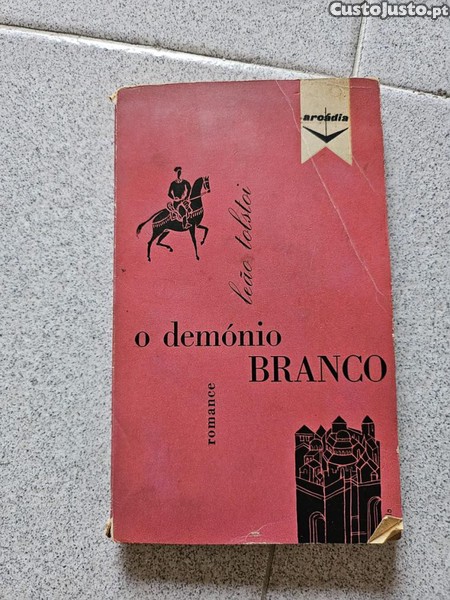 CustoJusto.pt
arcádia
leão tolstoi
o demónio
BRANCO
romance